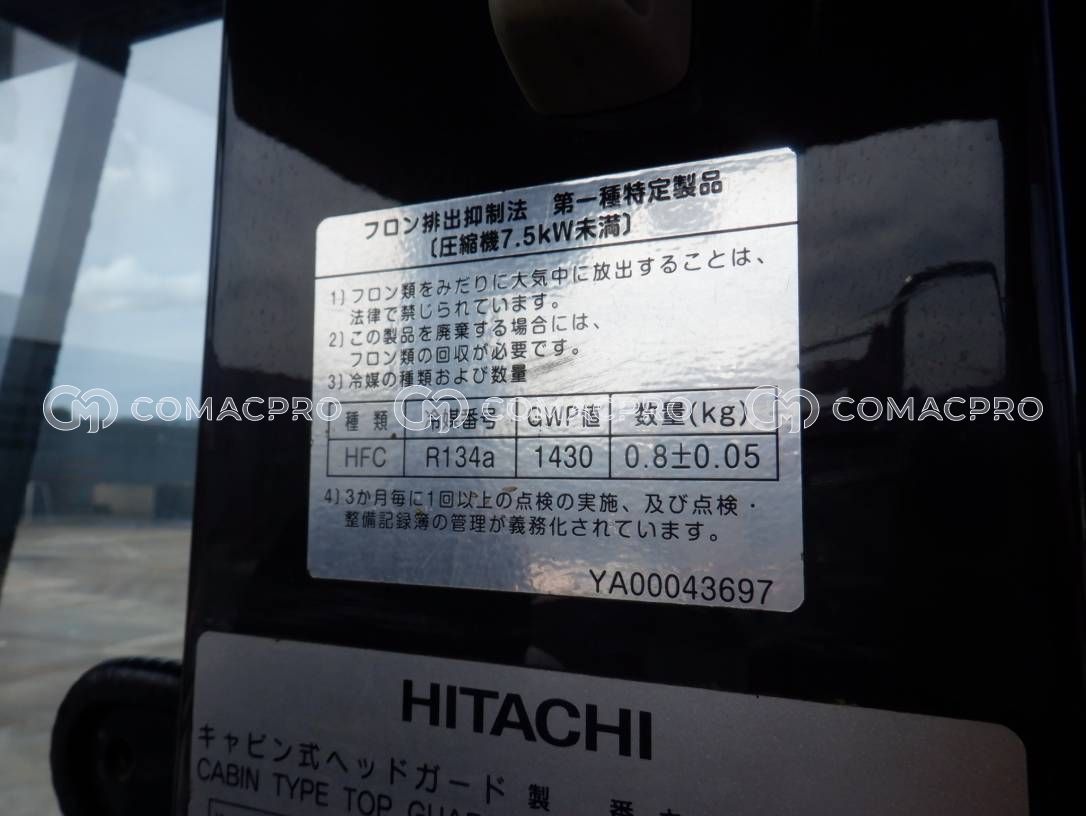 フロン排出抑制法 第一種特定製品
〔圧縮機7.5kW未満〕
1) フロン類をみだりに大気中に放出することは、
法律で禁じられています。
2) この製品を廃棄する場合には、
フロン類の回収が必要です。
3) 冷媒の種類および数量
種類 冷媒番号 GWP値 数量(kg)
HFC R134a 1430 0.8±0.05
4) 3か月毎に1回以上の点検の実施、及び点検・
整備記録簿の管理が義務化されています。
YA00043697
COMACPRO COMACPRO COMACPRO
HITACHI
キャビン式ヘッドガード 製 番
CABIN TYPE TOP